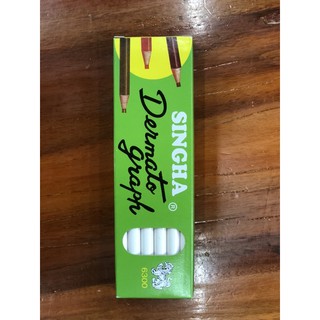 SINGHA ®
Dermato
graph
6300